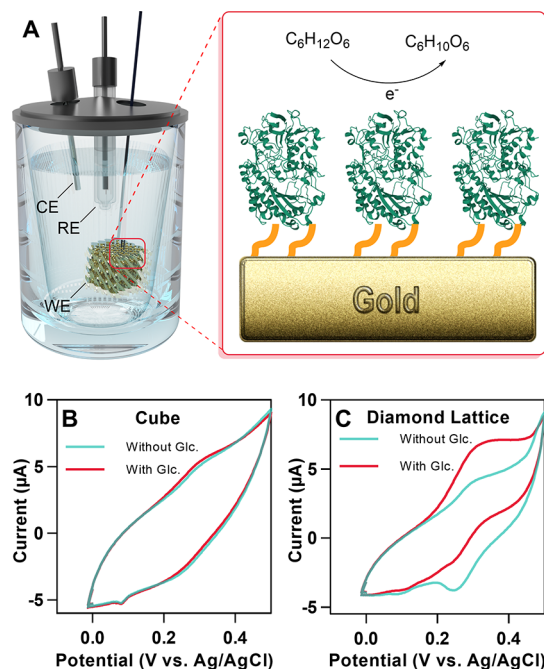 A
C₆H₁₂O₆ C₆H₁₀O₆
e⁻
CE
RE
WE
Gold
B Cube
Without Glc.
With Glc.
10
5
0
-5
Current (µA)
0.0 0.2 0.4
Potential (V vs. Ag/AgCl)
C Diamond Lattice
Without Glc.
With Glc.
10
5
0
-5
Current (µA)
0.0 0.2 0.4
Potential (V vs. Ag/AgCl)